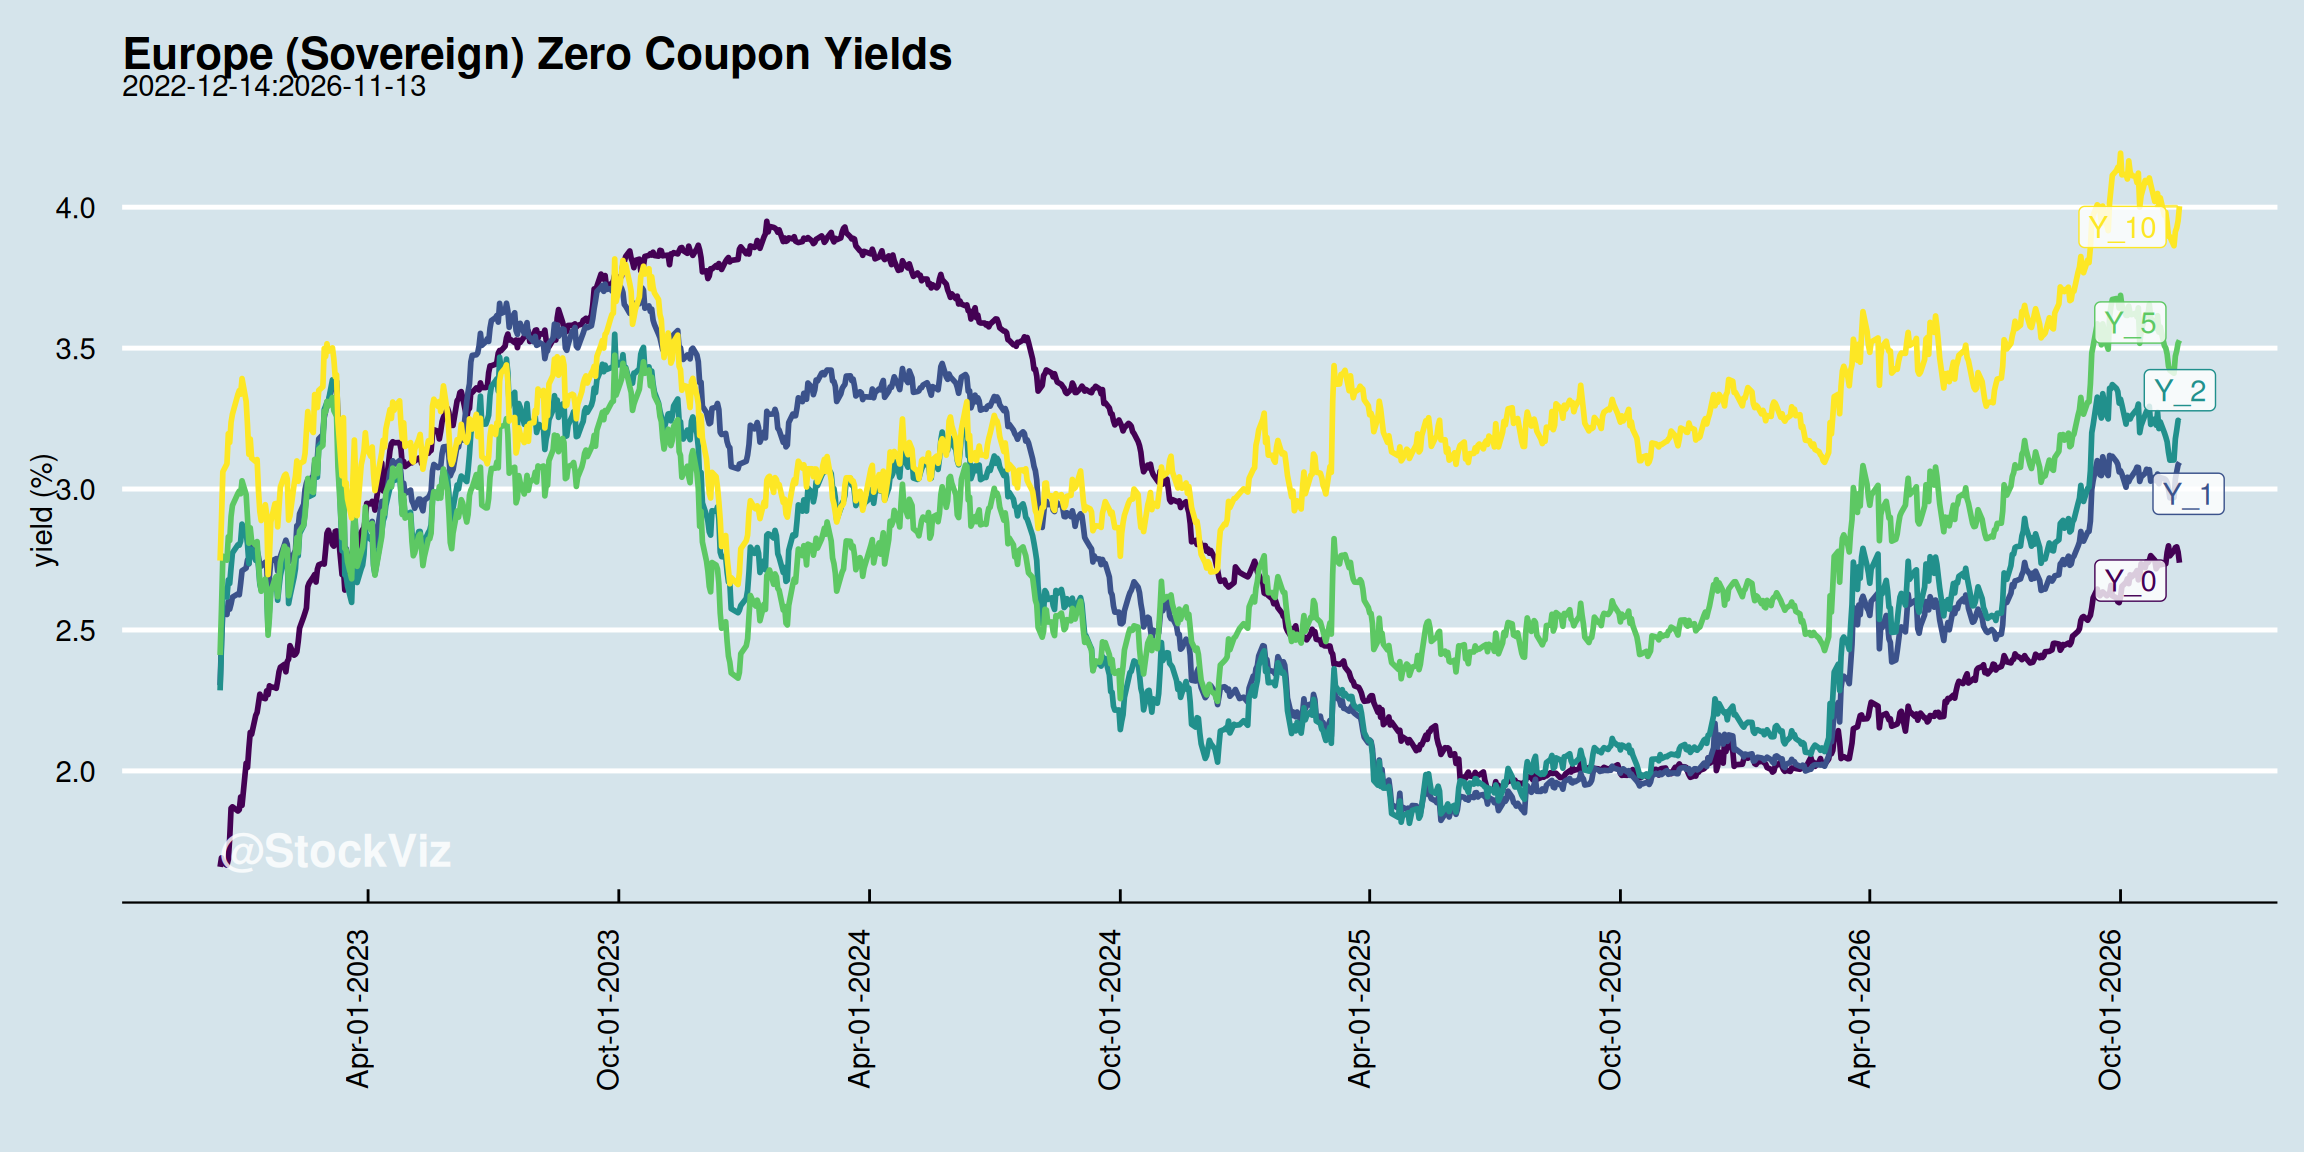 Europe (Sovereign) Zero Coupon Yields
2022-12-14:2026-11-13
4.0
3.5
3.0
2.5
2.0
yield (%)
Y_10
Y_5
Y_2
Y_1
Y_0
@StockViz
Apr-01-2023
Oct-01-2023
Apr-01-2024
Oct-01-2024
Apr-01-2025
Oct-01-2025
Apr-01-2026
Oct-01-2026